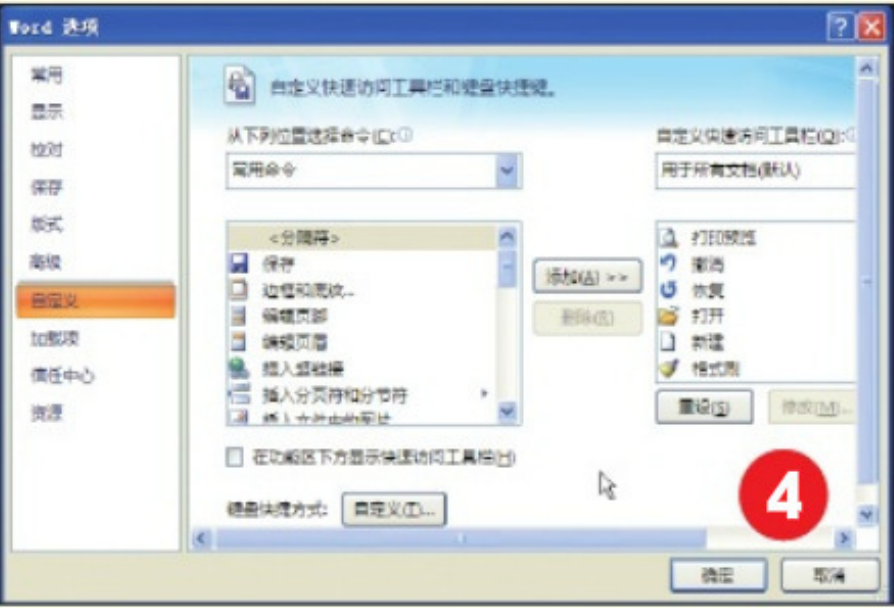 Word 选项
常用
显示
校对
保存
版式
高级
自定义
加载项
信任中心
资源
自定义快速访问工具栏和键盘快捷键。
从下列位置选择命令(C):
常用命令
<分隔符>
保存
边框和底纹...
编辑页脚
编辑页眉
插入超链接
插入分页符和分节符
插入文件中的图片
添加(A) >>
删除(R)
自定义快速访问工具栏(Q):
用于所有文档(默认)
打印预览
撤消
恢复
打开
新建
格式刷
重设(S)
修改(M)...
在功能区下方显示快速访问工具栏(H)
键盘快捷方式:
自定义(T)...
4
确定
取消